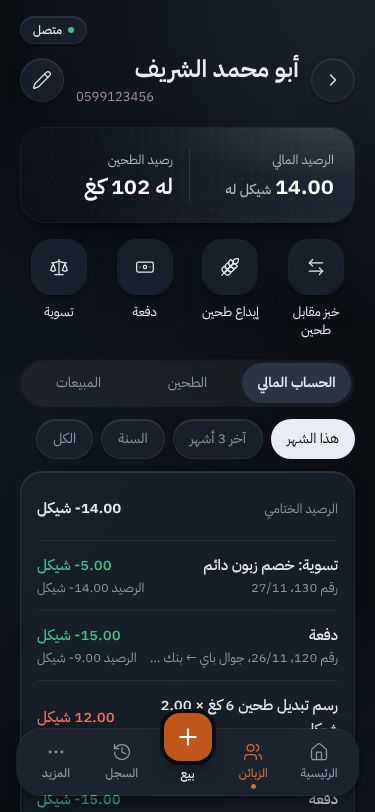 متصل
أبو محمد الشريف
0599123456
الرصيد المالي
14.00 شيكل له
رصيد الطحين
له 102 كغ
خبز مقابل
طحين
إيداع طحين
دفعة
تسوية
الحساب المالي
الطحين
المبيعات
هذا الشهر
آخر 3 أشهر
السنة
الكل
الرصيد الختامي
-14.00 شيكل
تسوية: خصم زبون دائم
-5.00 شيكل
رقم 130، 27/11
الرصيد -14.00 شيكل
دفعة
-15.00 شيكل
رقم 120، 26/11، جوال باي ← بنك ...
الرصيد -9.00 شيكل
رسم تبديل طحين 6 كغ × 2.00
12.00 شيكل
الرئيسية
الزبائن
بيع
السجل
المزيد
دفعة
-15.00 شيكل